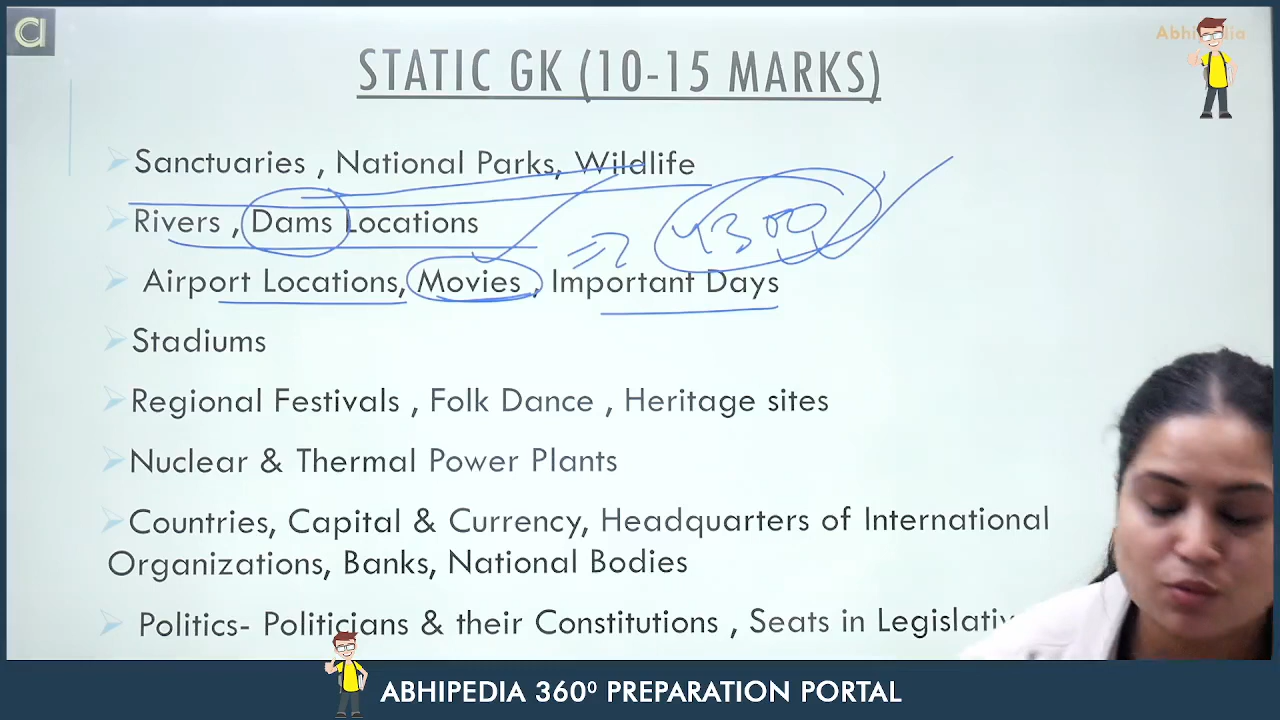 Abhipedia
STATIC GK (10-15 MARKS)
Sanctuaries , National Parks, Wildlife
Rivers , Dams Locations
Airport Locations, Movies , Important Days
Stadiums
Regional Festivals , Folk Dance , Heritage sites
Nuclear & Thermal Power Plants
Countries, Capital & Currency, Headquarters of International
Organizations, Banks, National Bodies
Politics- Politicians & their Constitutions , Seats in
ABHIPEDIA 360⁰ PREPARATION PORTAL